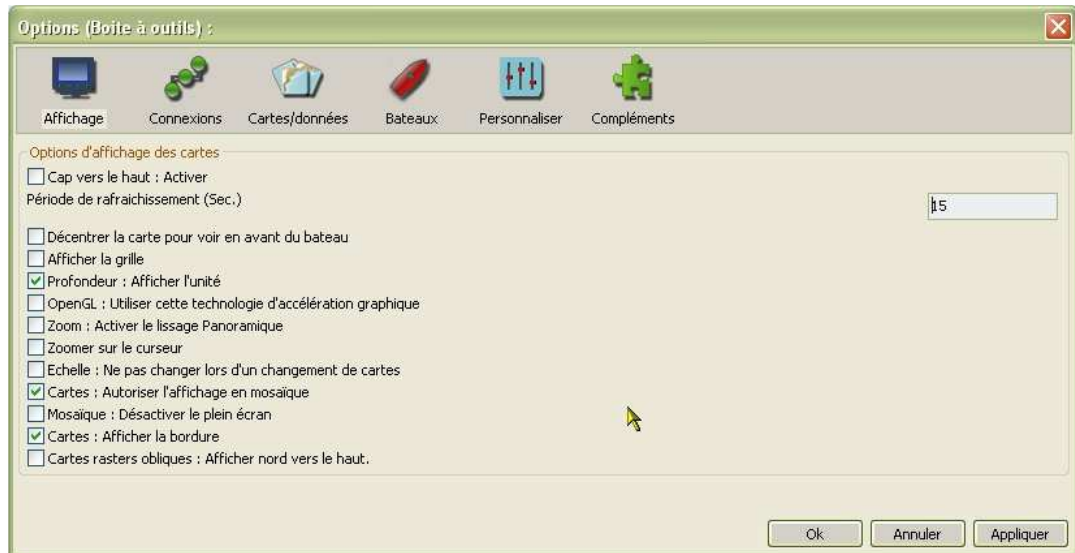 Options (Boite à outils) :
Affichage Connexions Cartes/données Bateaux Personnaliser Compléments
Options d'affichage des cartes
Cap vers le haut : Activer
Période de rafraichissement (Sec.) 15
Décentrer la carte pour voir en avant du bateau
Afficher la grille
Profondeur : Afficher l'unité
OpenGL : Utiliser cette technologie d'accélération graphique
Zoom : Activer le lissage Panoramique
Zoomer sur le curseur
Echelle : Ne pas changer lors d'un changement de cartes
Cartes : Autoriser l'affichage en mosaïque
Mosaïque : Désactiver le plein écran
Cartes : Afficher la bordure
Cartes rasters obliques : Afficher nord vers le haut.
Ok Annuler Appliquer